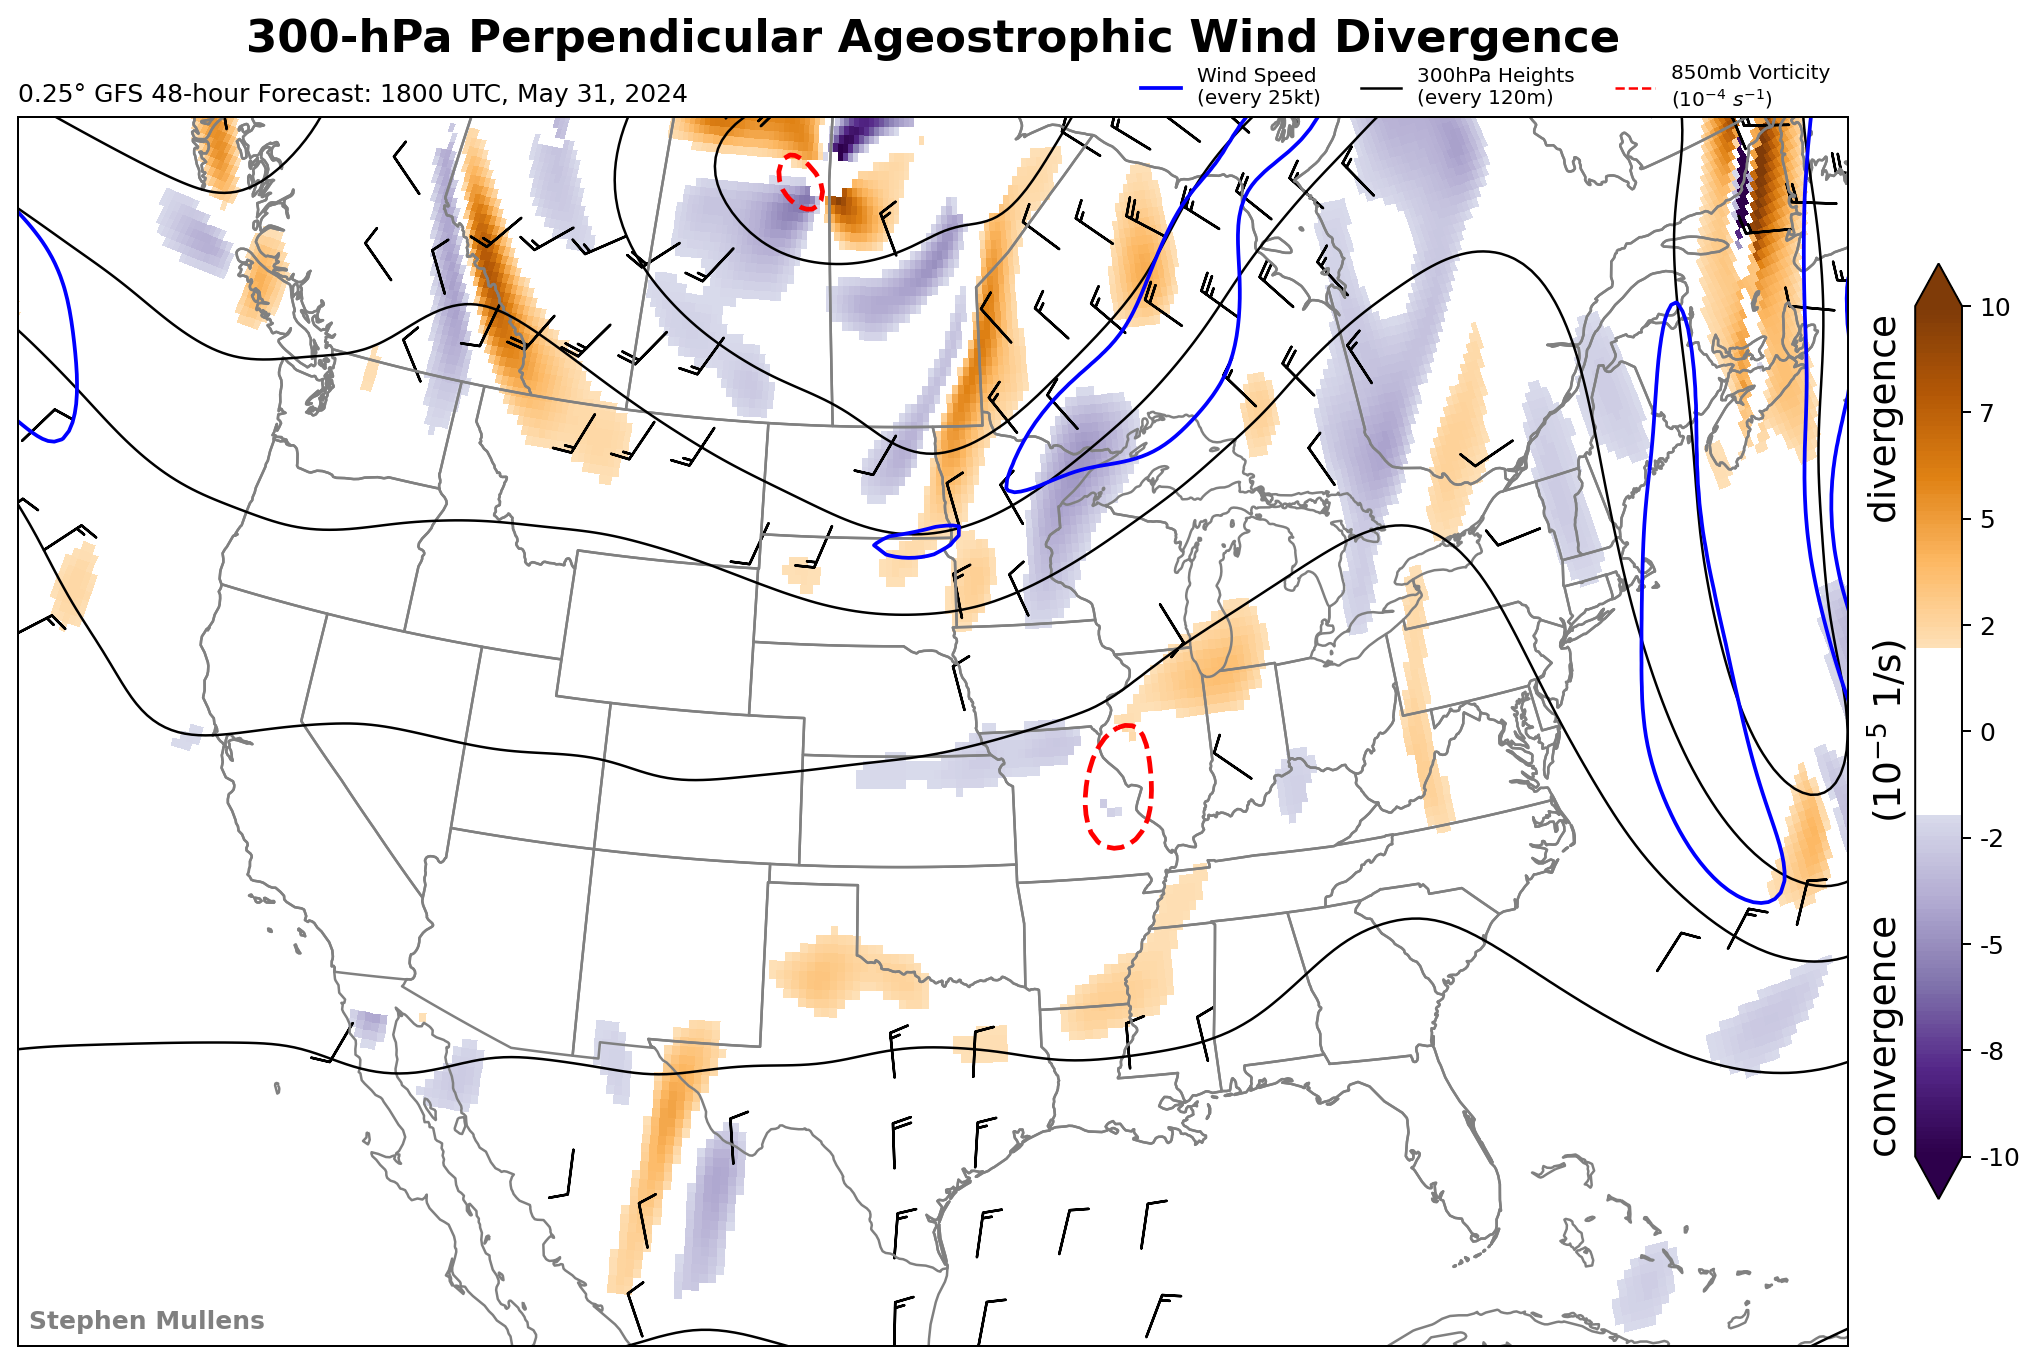 300-hPa Perpendicular Ageostrophic Wind Divergence
0.25° GFS 48-hour Forecast: 1800 UTC, May 31, 2024
Wind Speed
(every 25kt)
300hPa Heights
(every 120m)
850mb Vorticity
(10⁻⁴ s⁻¹)
10
7
5
2
0
-2
-5
-8
-10
convergence (10⁻⁵ 1/s) divergence
Stephen Mullens